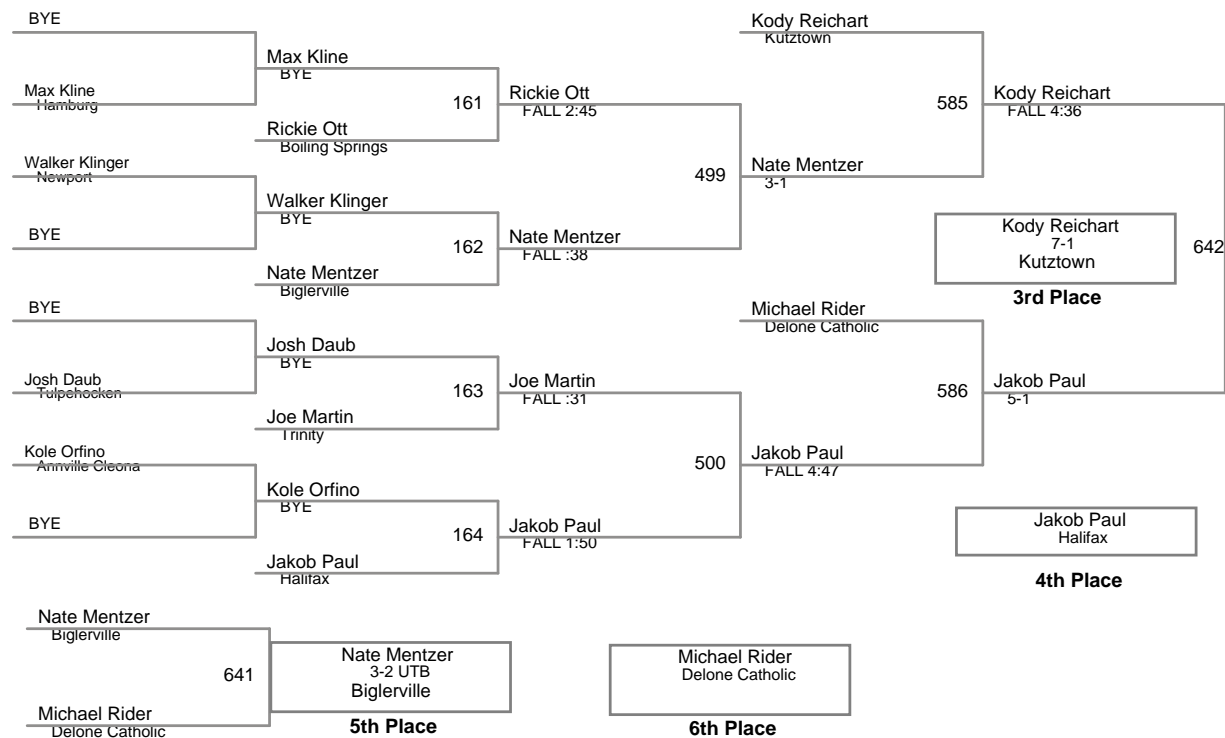 BYE
Max Kline
Hamburg
Walker Klinger
Newport
BYE
BYE
Josh Daub
Tulpehocken
Kole Orfino
Annville Cleona
BYE
Max Kline
BYE
161
Rickie Ott
Boiling Springs
Walker Klinger
BYE
162
Nate Mentzer
Biglerville
Josh Daub
BYE
163
Joe Martin
Trinity
Kole Orfino
BYE
164
Jakob Paul
Halifax
Rickie Ott
FALL 2:45
499
Nate Mentzer
FALL :38
Joe Martin
FALL :31
500
Jakob Paul
FALL 1:50
Kody Reichart
Kutztown
585
Nate Mentzer
3-1
Michael Rider
Delone Catholic
586
Jakob Paul
FALL 4:47
Kody Reichart
FALL 4:36
642
Jakob Paul
5-1
Kody Reichart
7-1
Kutztown
3rd Place
Jakob Paul
Halifax
4th Place
Nate Mentzer
Biglerville
641
Michael Rider
Delone Catholic
Nate Mentzer
3-2 UTB
Biglerville
5th Place
Michael Rider
Delone Catholic
6th Place